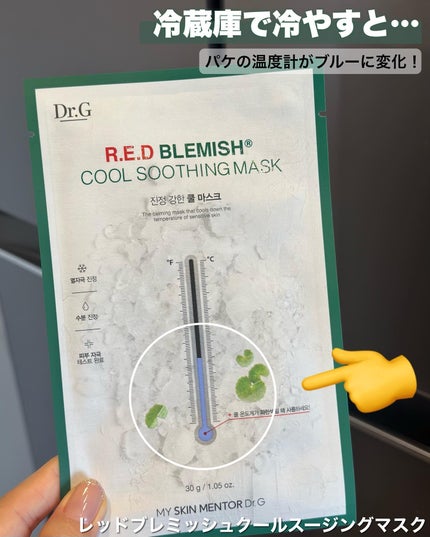 冷蔵庫で冷やすと…
パケの温度計がブルーに変化！
Dr.G
R.E.D BLEMISH®
COOL SOOTHING MASK
진정 강한 쿨 마스크
The calming mask that cools down the
temperature of sensitive skin
°F °C
열자극 진정
수분 진정
피부 자극
테스트 완료
30 g / 1.05 oz.
MY SKIN MENTOR Dr.G
レッドブレミッシュクールスージングマスク